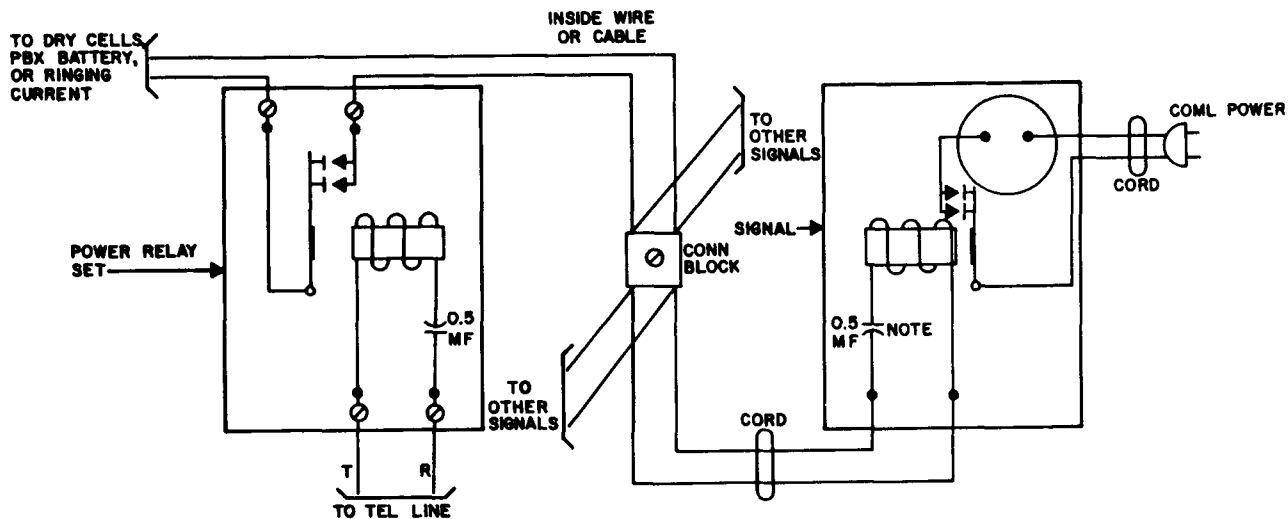 TO DRY CELLS,
PBX BATTERY,
OR RINGING
CURRENT
INSIDE WIRE
OR CABLE
TO
OTHER
SIGNALS
COML POWER
CORD
POWER RELAY
SET
SIGNAL
CONN
BLOCK
0.5
MF
0.5
MF
NOTE
TO
OTHER
SIGNALS
CORD
T
R
TO TEL LINE